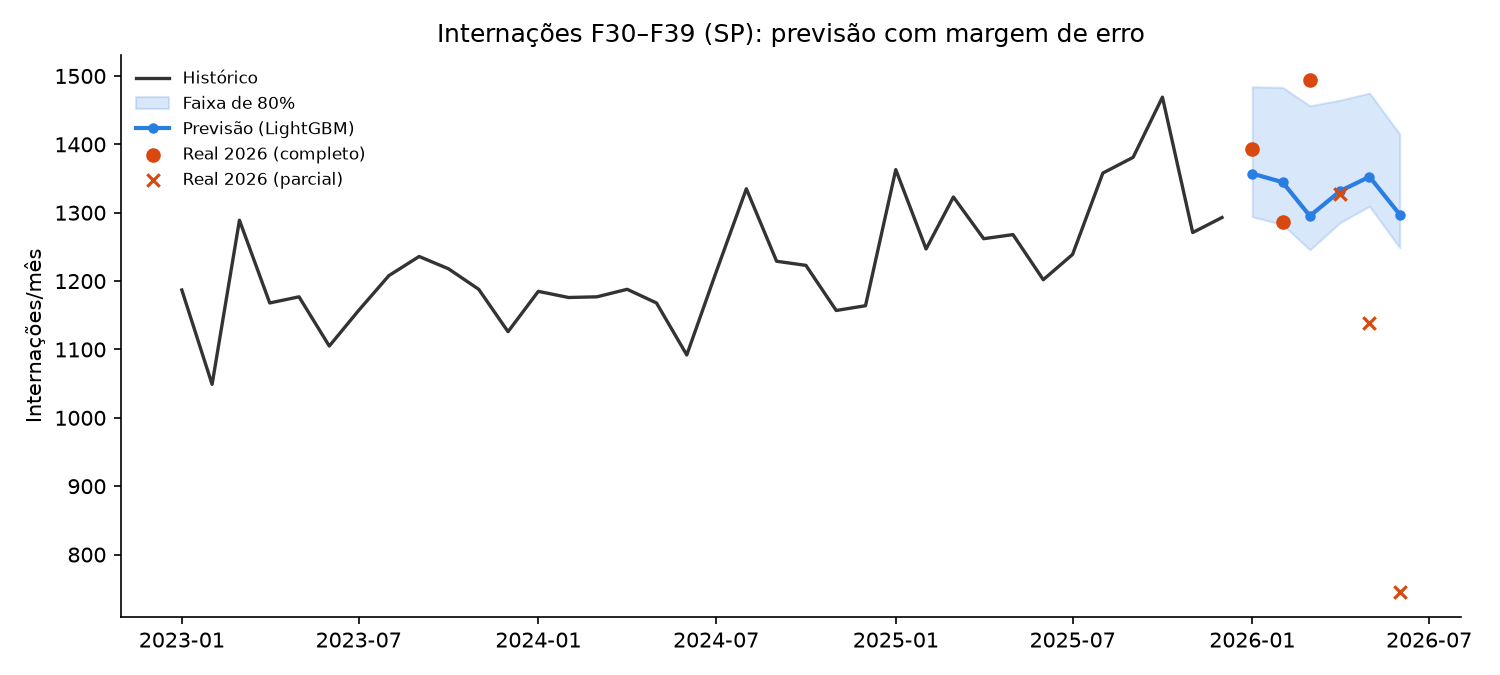 Internações F30–F39 (SP): previsão com margem de erro
Histórico
Faixa de 80%
Previsão (LightGBM)
Real 2026 (completo)
Real 2026 (parcial)
Internações/mês
1500
1400
1300
1200
1100
1000
900
800
2023-01
2023-07
2024-01
2024-07
2025-01
2025-07
2026-01
2026-07